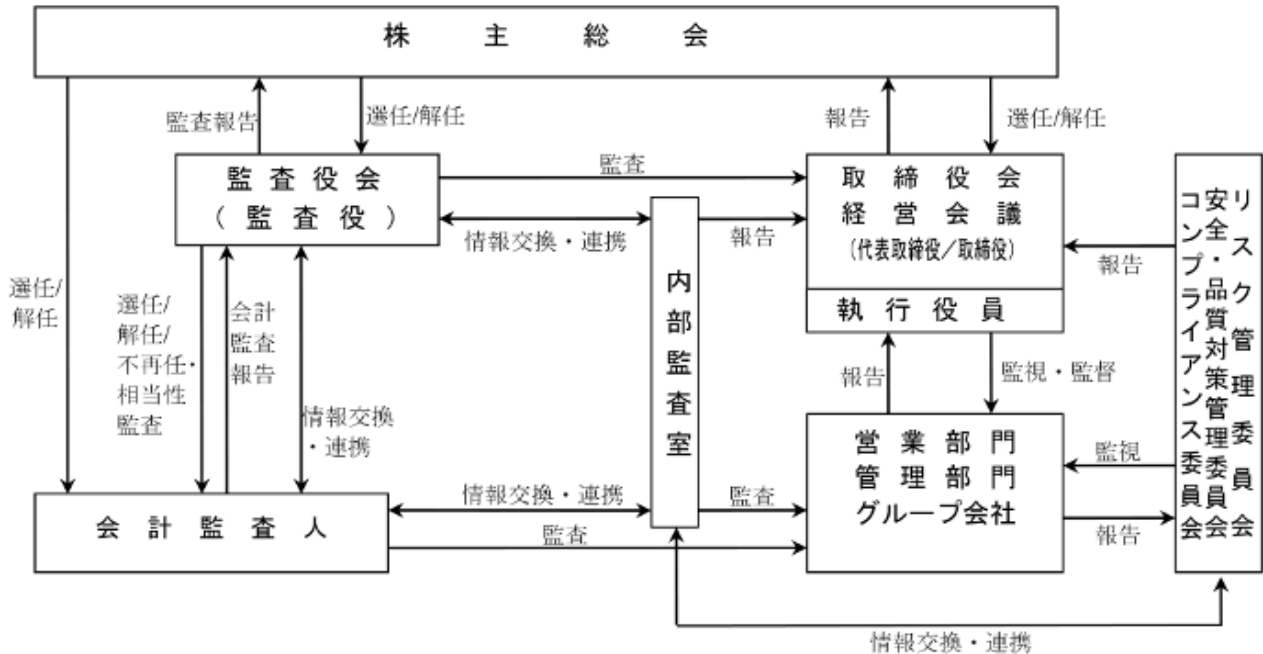 株主総会
監査報告
選任/解任
報告
選任/解任
監査役会
(監査役)
監査
取締役会
経営会議
(代表取締役/取締役)
執行役員
情報交換・連携
報告
内部監査室
報告
リスク管理委員会
安全・品質対策管理委員会
コンプライアンス委員会
選任/
解任
選任/
解任/
不再任・
相当性
監査
会計
監査
報告
情報交換
・連携
報告
監視・監督
営業部門
管理部門
グループ会社
監視
報告
会計監査人
情報交換・連携
監査
監査
情報交換・連携